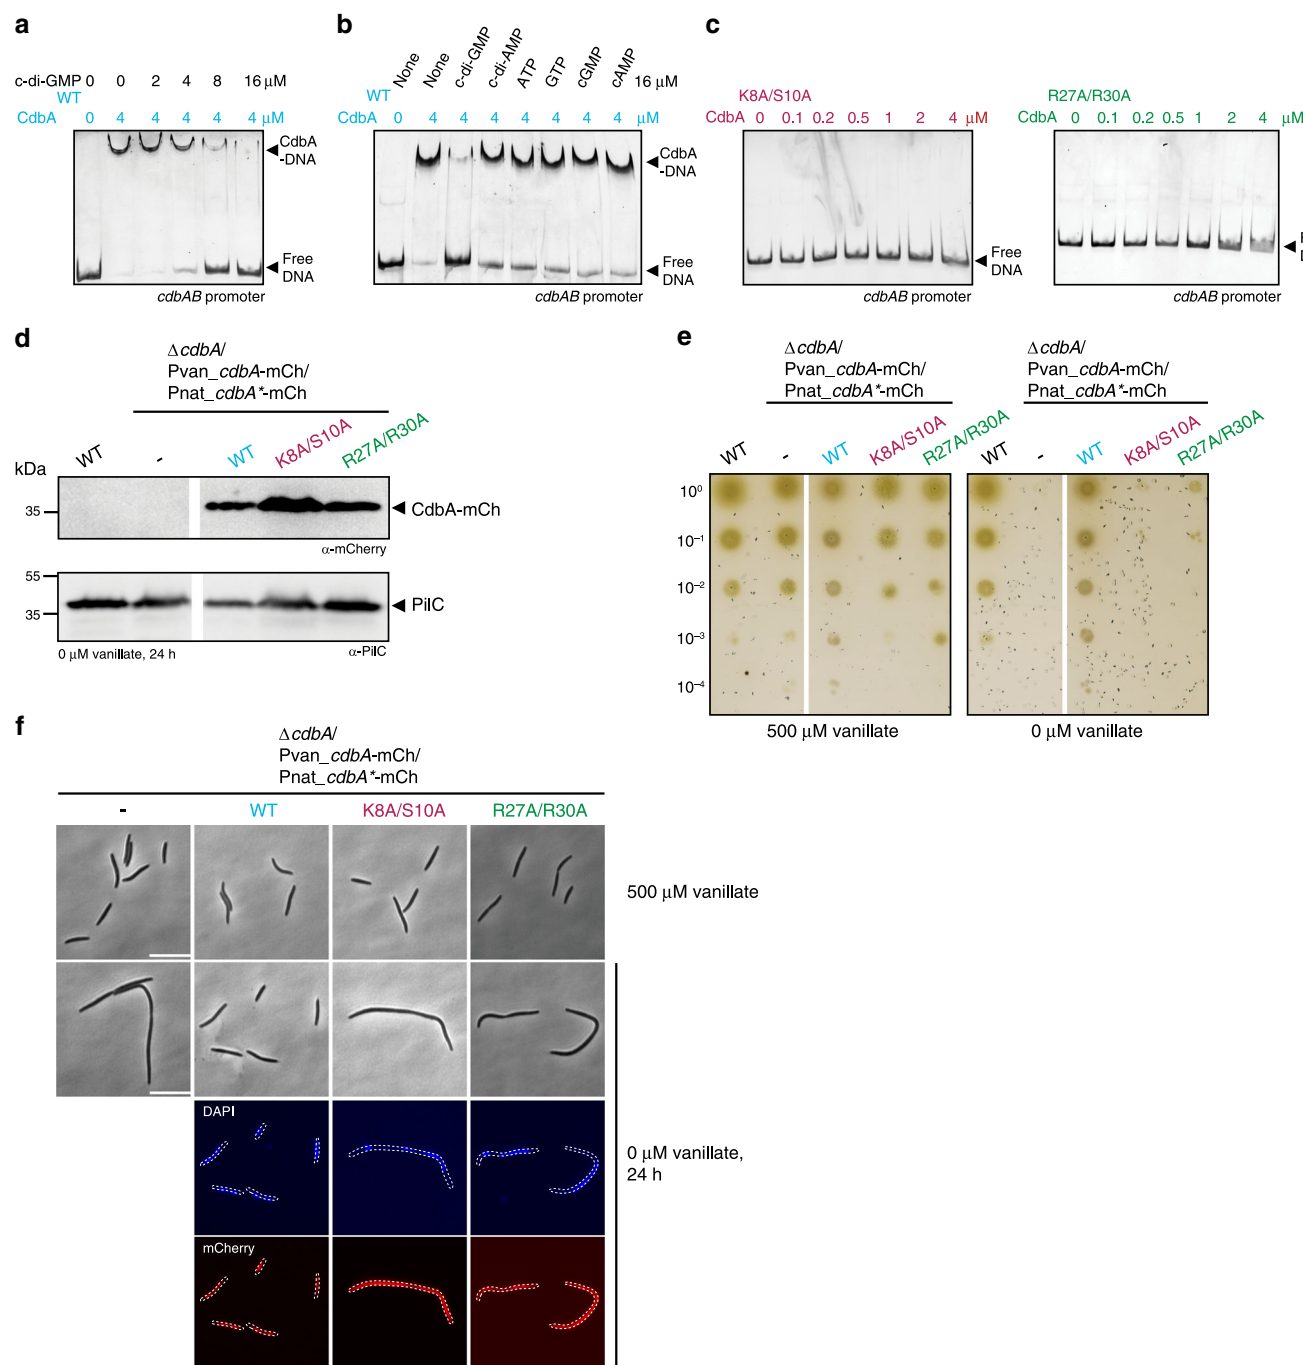 a
c-di-GMP 0 0 2 4 8 16 μM
WT
CdbA 0 4 4 4 4 4 μM
CdbA
-DNA
Free
DNA
cdbAB promoter
b
None None c-di-GMP c-di-AMP ATP GTP cGMP cAMP 16 μM
WT
CdbA 0 4 4 4 4 4 4 4 μM
CdbA
-DNA
Free
DNA
cdbAB promoter
c
K8A/S10A
CdbA 0 0.1 0.2 0.5 1 2 4 μM
Free
DNA
cdbAB promoter
R27A/R30A
CdbA 0 0.1 0.2 0.5 1 2 4 μM
cdbAB promoter
d
ΔcdbA/
Pvan_cdbA-mCh/
Pnat_cdbA*-mCh
WT - WT K8A/S10A R27A/R30A
kDa
35
CdbA-mCh
α-mCherry
55
35
PilC
0 μM vanillate, 24 h
α-PilC
e
ΔcdbA/
Pvan_cdbA-mCh/
Pnat_cdbA*-mCh
ΔcdbA/
Pvan_cdbA-mCh/
Pnat_cdbA*-mCh
WT - WT K8A/S10A R27A/R30A WT - WT K8A/S10A R27A/R30A
10⁰
10⁻¹
10⁻²
10⁻³
10⁻⁴
500 μM vanillate
0 μM vanillate
f
ΔcdbA/
Pvan_cdbA-mCh/
Pnat_cdbA*-mCh
- WT K8A/S10A R27A/R30A
500 μM vanillate
DAPI
0 μM vanillate,
24 h
mCherry